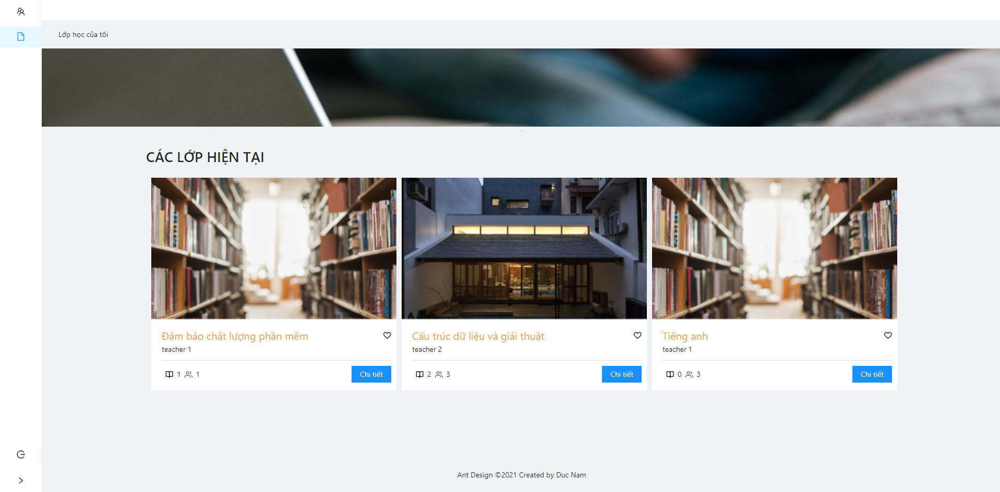 Lớp học của tôi
CÁC LỚP HIỆN TẠI
Đảm bảo chất lượng phần mềm
teacher 1
1 1 Chi tiết
Cấu trúc dữ liệu và giải thuật
teacher 2
2 3 Chi tiết
Tiếng anh
teacher 1
0 3 Chi tiết
Ant Design ©2021 Created by Duc Nam